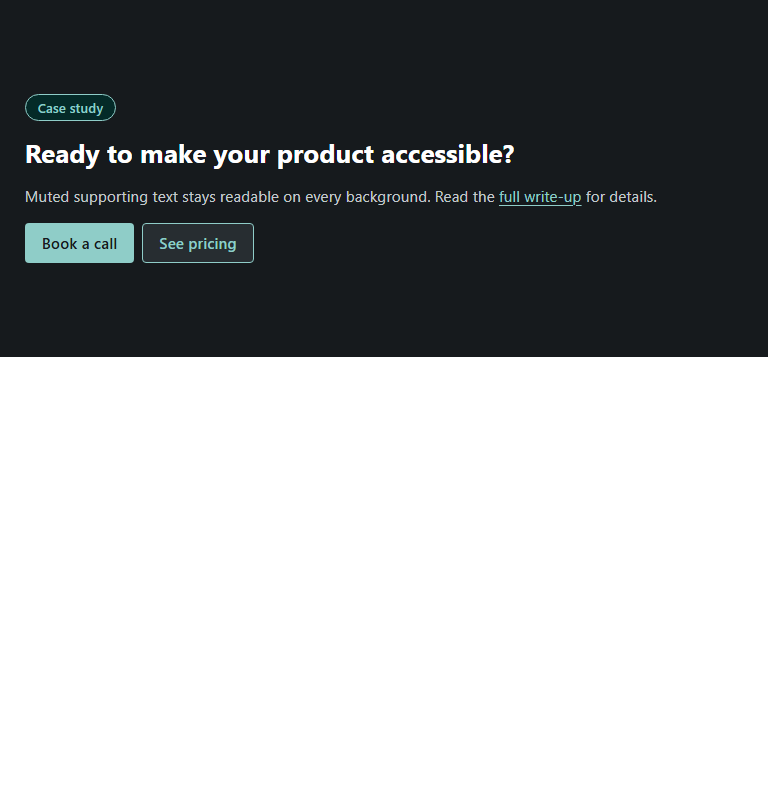 Case study
Ready to make your product accessible?
Muted supporting text stays readable on every background. Read the full write-up for details.
Book a call
See pricing